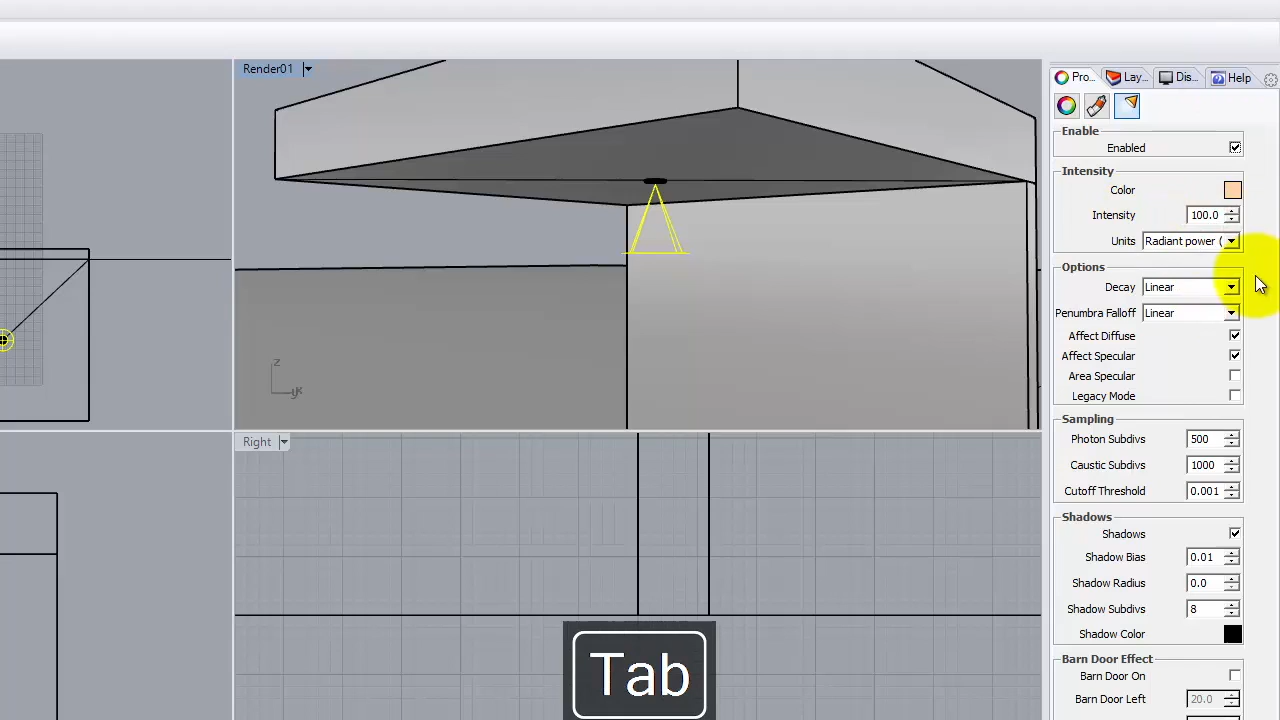 Render01
Pro...
Lay...
Dis...
Help
Enable
Enabled
Intensity
Color
Intensity 100.0
Units Radiant power (
Options
Decay Linear
Penumbra Falloff Linear
Affect Diffuse
Affect Specular
Area Specular
Legacy Mode
Sampling
Photon Subdivs 500
Caustic Subdivs 1000
Cutoff Threshold 0.001
Shadows
Shadows
Shadow Bias 0.01
Shadow Radius 0.0
Shadow Subdivs 8
Shadow Color
Barn Door Effect
Barn Door On
Barn Door Left 20.0
z
Right
Tab